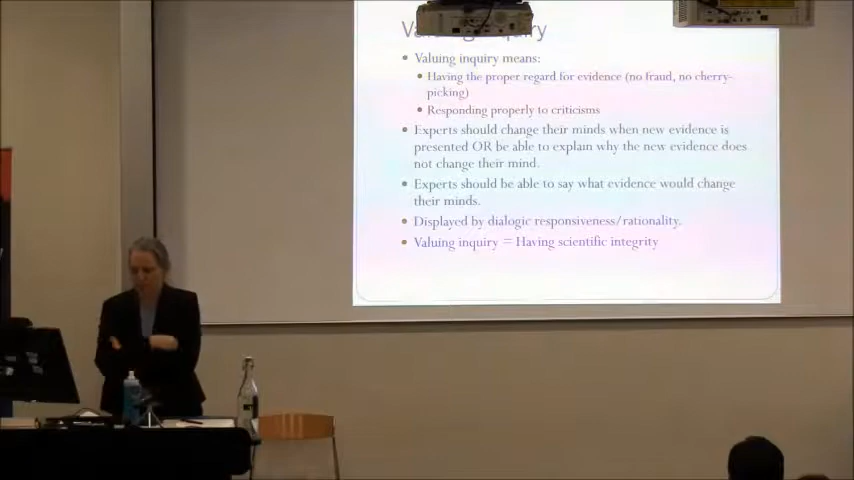 • Valuing inquiry means:
• Having the proper regard for evidence (no fraud, no cherry-
picking)
• Responding properly to criticisms
• Experts should change their minds when new evidence is
presented OR be able to explain why the new evidence does
not change their mind.
• Experts should be able to say what evidence would change
their minds.
• Displayed by dialogic responsiveness/rationality.
• Valuing inquiry = Having scientific integrity